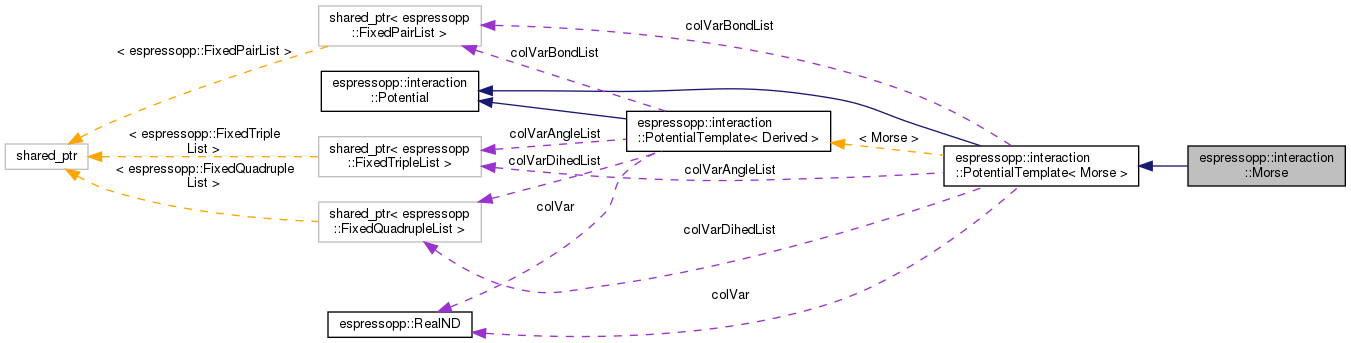 shared_ptr< espressopp
::FixedPairList >
colVarBondList
< espressopp::FixedPairList >
colVarBondList
espressopp::interaction
::Potential
espressopp::interaction
::PotentialTemplate< Derived >
< espressopp::FixedTriple
List >
shared_ptr< espressopp
::FixedTripleList >
colVarAngleList
< Morse >
shared_ptr
espressopp::interaction
::PotentialTemplate< Morse >
espressopp::interaction
::Morse
< espressopp::FixedQuadruple
List >
colVarDihedList
colVarAngleList
shared_ptr< espressopp
::FixedQuadrupleList >
colVar
colVarDihedList
colVar
espressopp::RealND